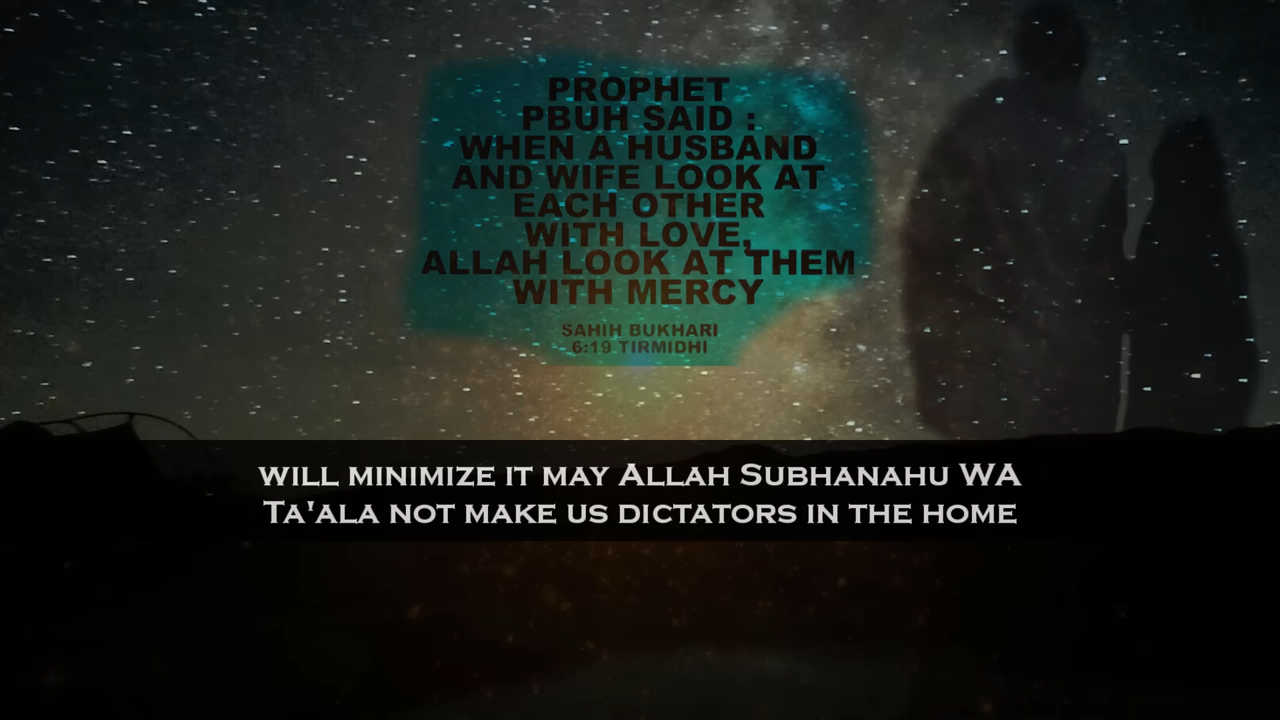 PROPHET
PBUH SAID :
WHEN A HUSBAND
AND WIFE LOOK AT
EACH OTHER
WITH LOVE,
ALLAH LOOK AT THEM
WITH MERCY
SAHIH BUKHARI
6:19 TIRMIDHI
WILL MINIMIZE IT MAY ALLAH SUBHANAHU WA
TA'ALA NOT MAKE US DICTATORS IN THE HOME